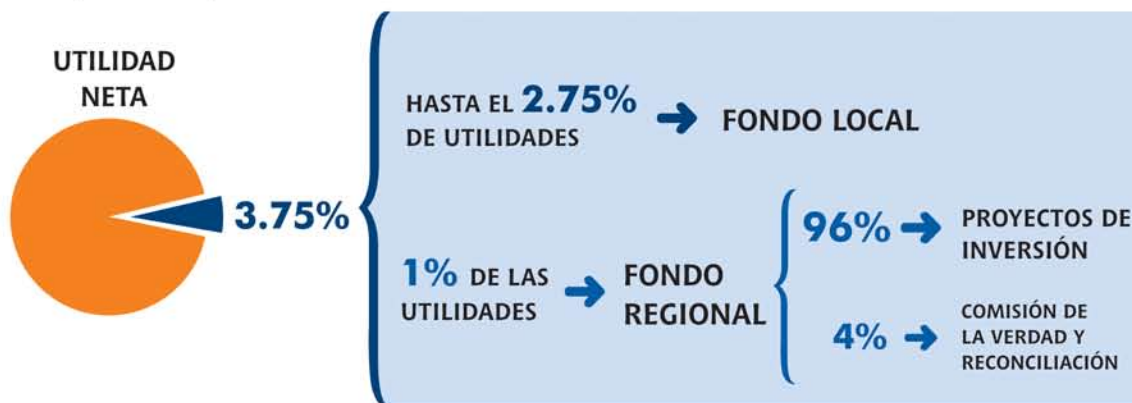 UTILIDAD
NETA
3.75%
HASTA EL 2.75%
DE UTILIDADES
FONDO LOCAL
1% DE LAS
UTILIDADES
FONDO
REGIONAL
96%
PROYECTOS DE
INVERSIÓN
4%
COMISIÓN DE
LA VERDAD Y
RECONCILIACIÓN